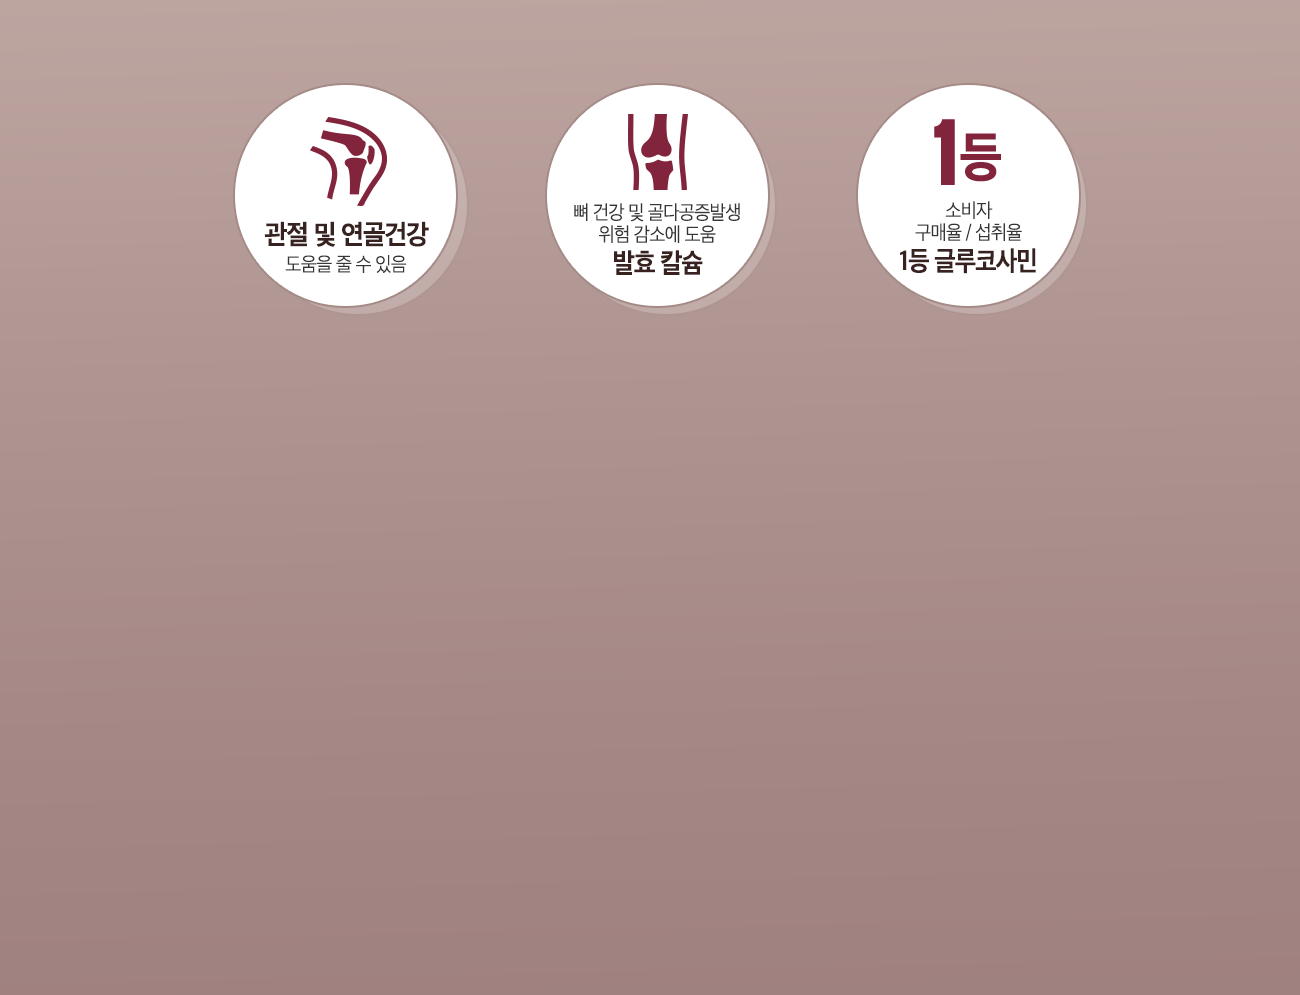 관절 및 연골건강
도움을 줄 수 있음
뼈 건강 및 골다공증발생
위험 감소에 도움
발효 칼슘
1등
소비자
구매율 / 섭취율
1등 글루코사민